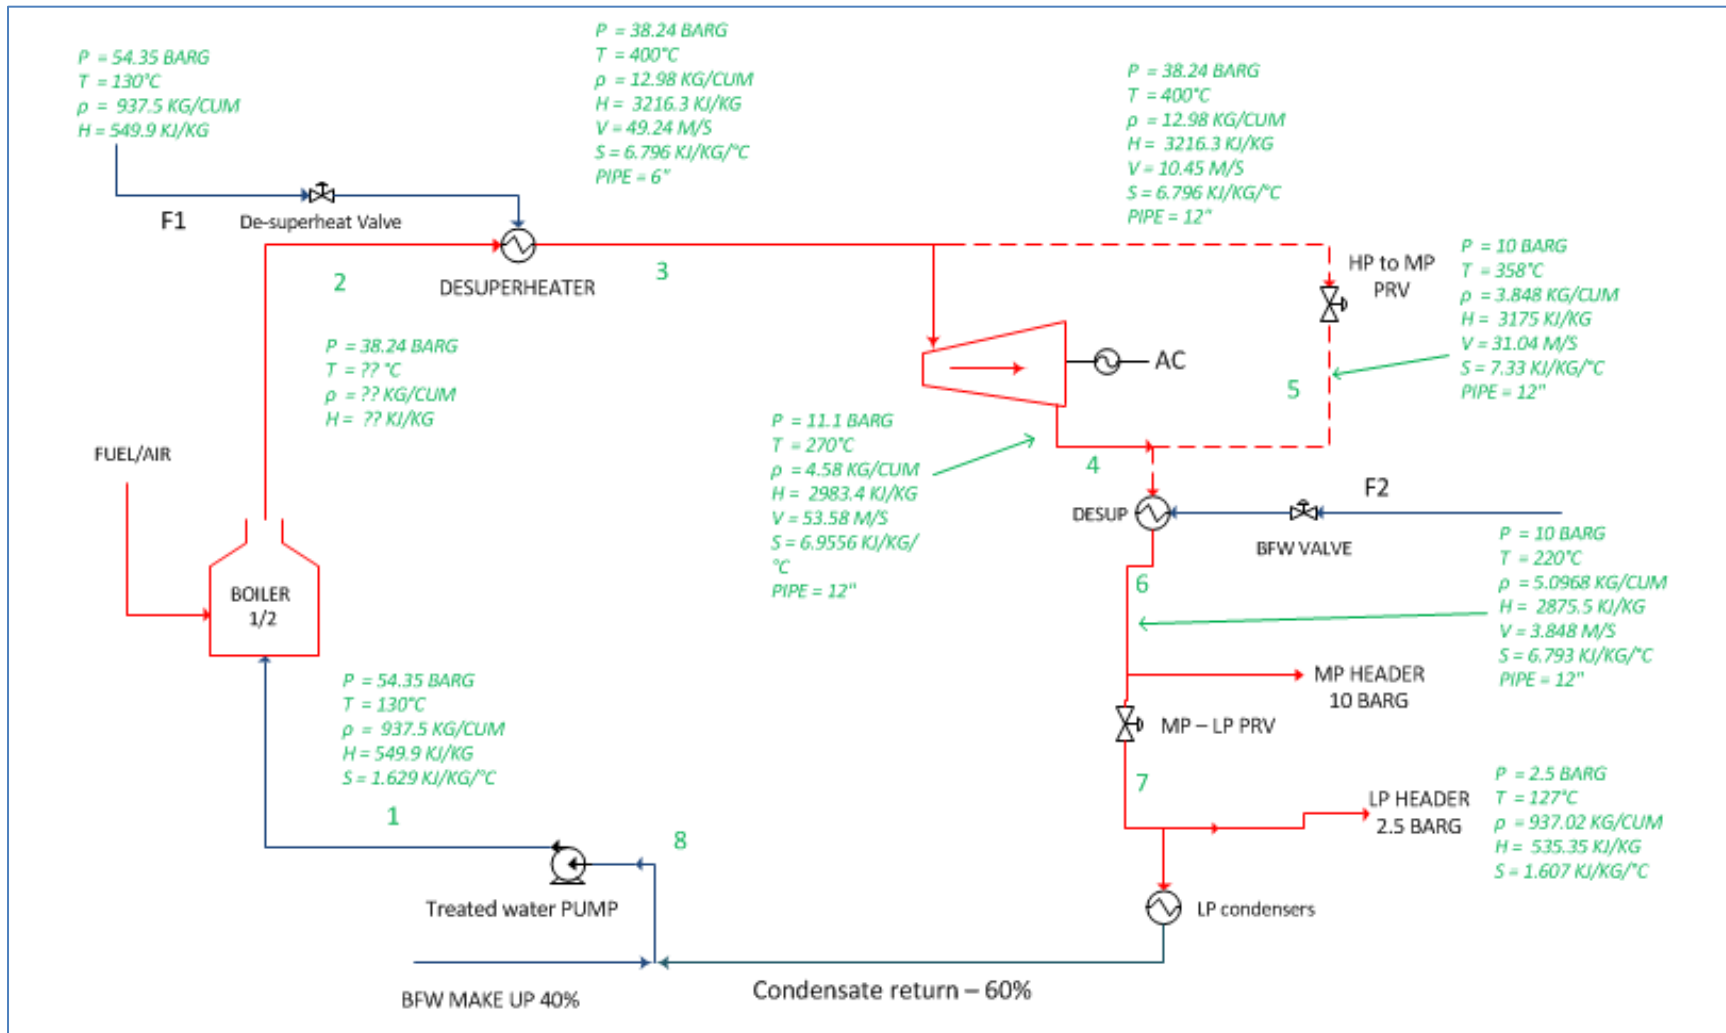 P = 54.35 BARG
T = 130°C
ρ = 937.5 KG/CUM
H = 549.9 KJ/KG
P = 38.24 BARG
T = 400°C
ρ = 12.98 KG/CUM
H = 3216.3 KJ/KG
V = 49.24 M/S
S = 6.796 KJ/KG/°C
PIPE = 6"
P = 38.24 BARG
T = 400°C
ρ = 12.98 KG/CUM
H = 3216.3 KJ/KG
V = 10.45 M/S
S = 6.796 KJ/KG/°C
PIPE = 12"
F1
De-superheat Valve
2
DESUPERHEATER
3
HP to MP
PRV
P = 10 BARG
T = 358°C
ρ = 3.848 KG/CUM
H = 3175 KJ/KG
V = 31.04 M/S
S = 7.33 KJ/KG/°C
PIPE = 12"
P = 38.24 BARG
T = ?? °C
ρ = ?? KG/CUM
H = ?? KJ/KG
AC
5
P = 11.1 BARG
T = 270°C
ρ = 4.58 KG/CUM
H = 2983.4 KJ/KG
V = 53.58 M/S
S = 6.9556 KJ/KG/
°C
PIPE = 12"
4
FUEL/AIR
DESUP
F2
BFW VALVE
P = 10 BARG
T = 220°C
ρ = 5.0968 KG/CUM
H = 2875.5 KJ/KG
V = 3.848 M/S
S = 6.793 KJ/KG/°C
PIPE = 12"
6
BOILER
1/2
MP HEADER
10 BARG
P = 54.35 BARG
T = 130°C
ρ = 937.5 KG/CUM
H = 549.9 KJ/KG
S = 1.629 KJ/KG/°C
MP – LP PRV
7
LP HEADER
2.5 BARG
P = 2.5 BARG
T = 127°C
ρ = 937.02 KG/CUM
H = 535.35 KJ/KG
S = 1.607 KJ/KG/°C
1
8
Treated water PUMP
LP condensers
BFW MAKE UP 40%
Condensate return – 60%